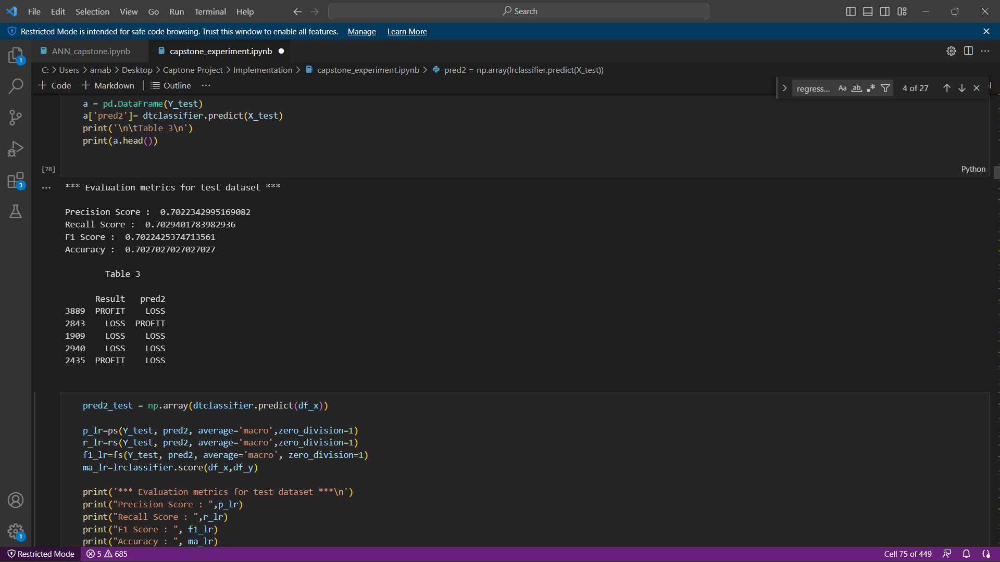 File Edit Selection View Go Run Terminal Help Search
Restricted Mode is intended for safe code browsing. Trust this window to enable all features. Manage Learn More
ANN_capstone.ipynb capstone_experiment.ipynb
C: > Users > arnab > Desktop > Captone Project > Implementation > capstone_experiment.ipynb > pred2 = np.array(lrclassifier.predict(X_test))
+ Code + Markdown | Outline ...
regress... Aa ab .* 4 of 27
a = pd.DataFrame(Y_test)
a['pred2']= dtclassifier.predict(X_test)
print('\n\tTable 3\n')
print(a.head())
[78] Python
... *** Evaluation metrics for test dataset ***
Precision Score :  0.7022342995169082
Recall Score :  0.7029401783982936
F1 Score :  0.7022425374713561
Accuracy :  0.7027027027027027
Table 3
Result pred2
3889 PROFIT LOSS
2843 LOSS PROFIT
1909 LOSS LOSS
2940 LOSS LOSS
2435 PROFIT LOSS
pred2_test = np.array(dtclassifier.predict(df_x))
p_lr=ps(Y_test, pred2, average='macro',zero_division=1)
r_lr=rs(Y_test, pred2, average='macro',zero_division=1)
f1_lr=fs(Y_test, pred2, average='macro', zero_division=1)
ma_lr=lrclassifier.score(df_x,df_y)
print('*** Evaluation metrics for test dataset ***\n')
print("Precision Score : ",p_lr)
print("Recall Score : ",r_lr)
print("F1 Score : ", f1_lr)
print("Accuracy : ", ma_lr)
1
3
1
Restricted Mode 5 685 Cell 75 of 449